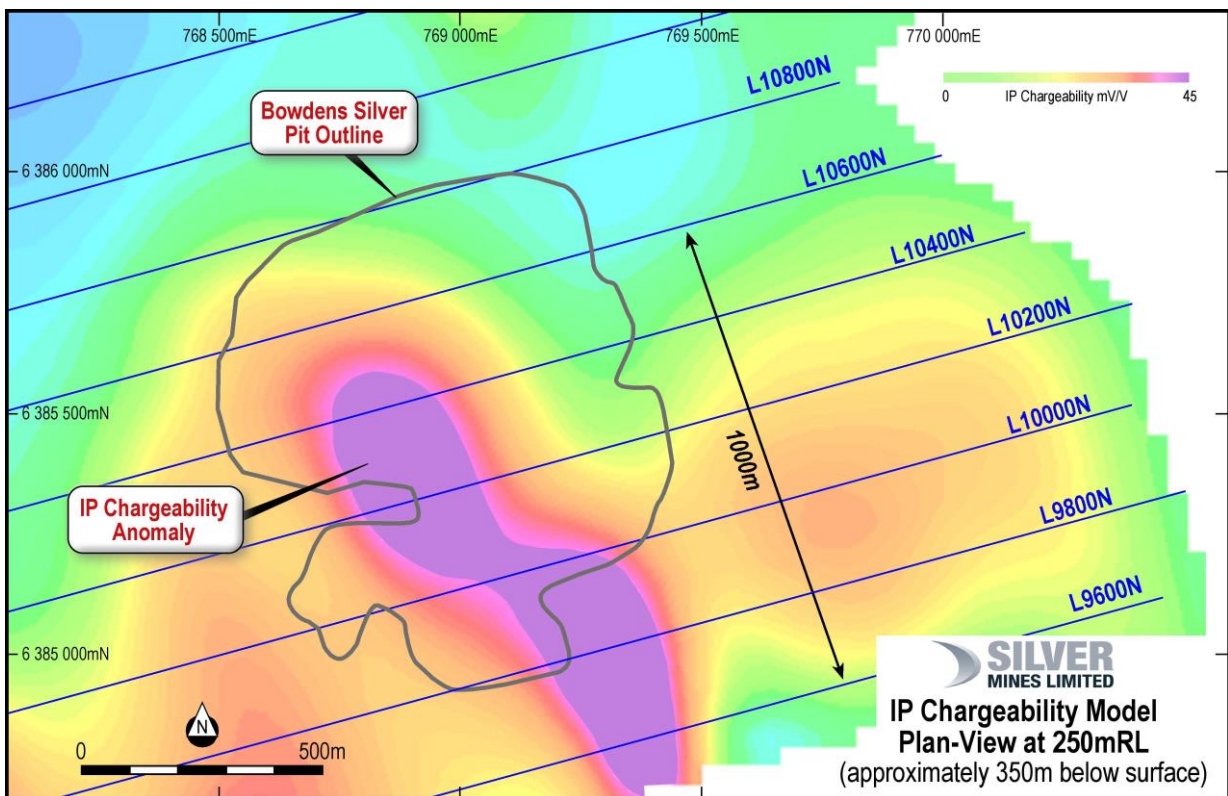 768 500mE
769 000mE
769 500mE
770 000mE
0 IP Chargeability mV/V 45
L10800N
Bowdens Silver
Pit Outline
6 386 000mN
L10600N
L10400N
L10200N
6 385 500mN
L10000N
1000m
IP Chargeability
Anomaly
L9800N
L9600N
6 385 000mN
SILVER
MINES LIMITED
N
IP Chargeability Model
Plan-View at 250mRL
(approximately 350m below surface)
0 500m